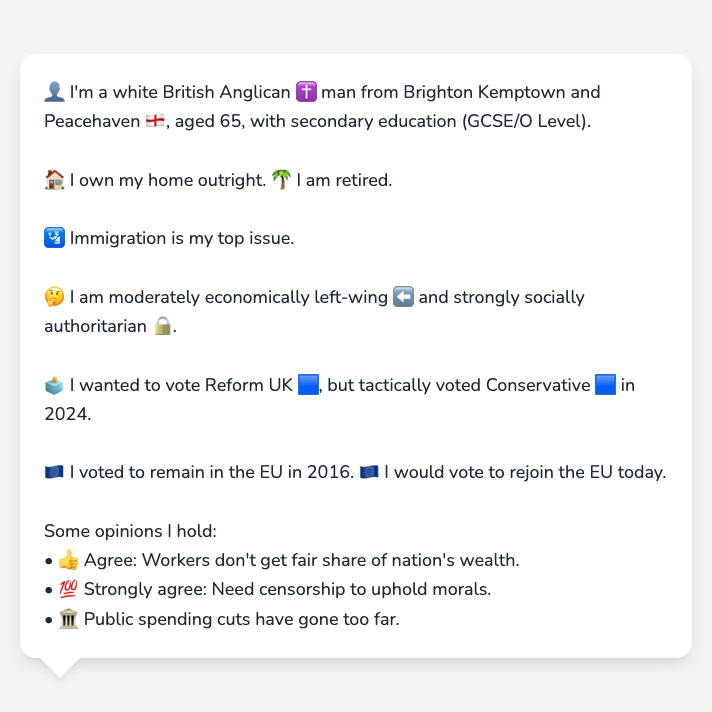 👤 I'm a white British Anglican ✝️ man from Brighton Kemptown and
Peacehaven 🏴󠁧󠁢󠁥󠁮󠁧󠁿, aged 65, with secondary education (GCSE/O Level).
🏠 I own my home outright. 🌴 I am retired.
🛂 Immigration is my top issue.
🤔 I am moderately economically left-wing ⬅️ and strongly socially
authoritarian 🔒.
🗳️ I wanted to vote Reform UK 🟦, but tactically voted Conservative 🟦 in
2024.
🇪🇺 I voted to remain in the EU in 2016. 🇪🇺 I would vote to rejoin the EU today.
Some opinions I hold:
• 👍 Agree: Workers don't get fair share of nation's wealth.
• 💯 Strongly agree: Need censorship to uphold morals.
• 🏛️ Public spending cuts have gone too far.